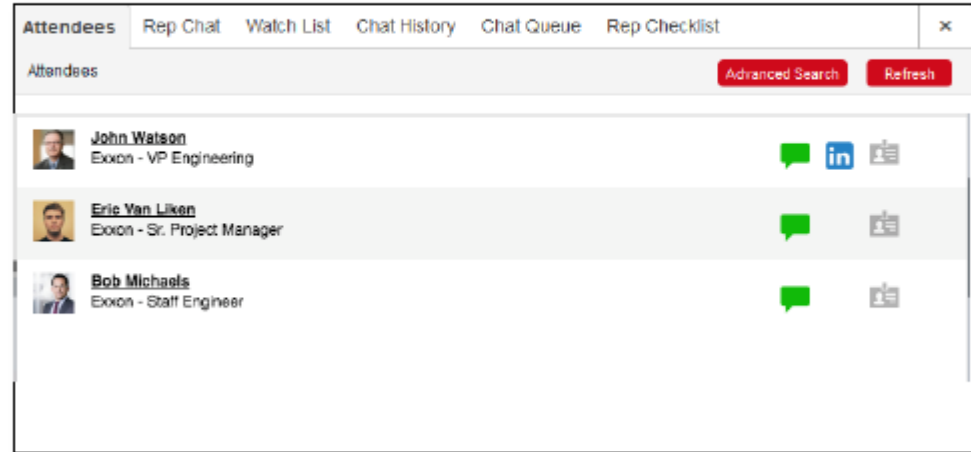 Attendees Rep Chat Watch List Chat History Chat Queue Rep Checklist ×
Attendees Advanced Search Refresh
John Watson
Exxon - VP Engineering
in
Eric Van Liken
Exxon - Sr. Project Manager
Bob Michaels
Exxon - Staff Engineer